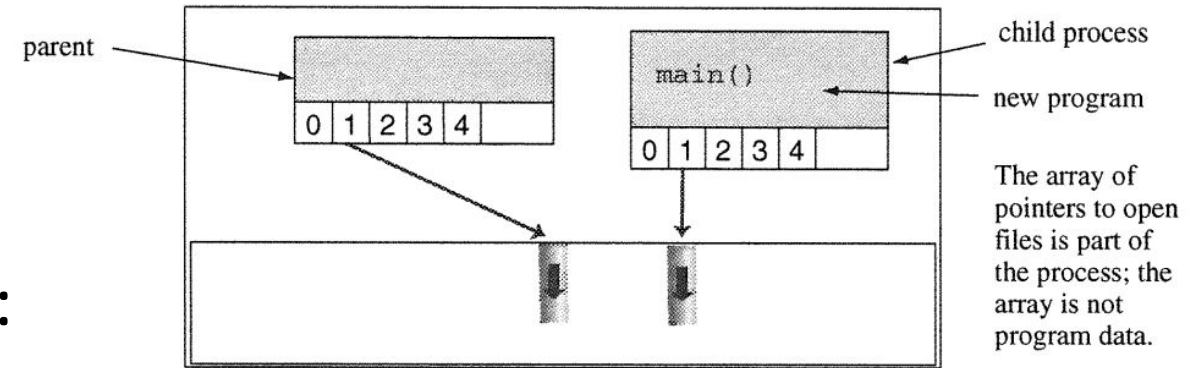 parent
child process
main()
new program
0 1 2 3 4
0 1 2 3 4
The array of
pointers to open
files is part of
the process; the
array is not
program data.
: